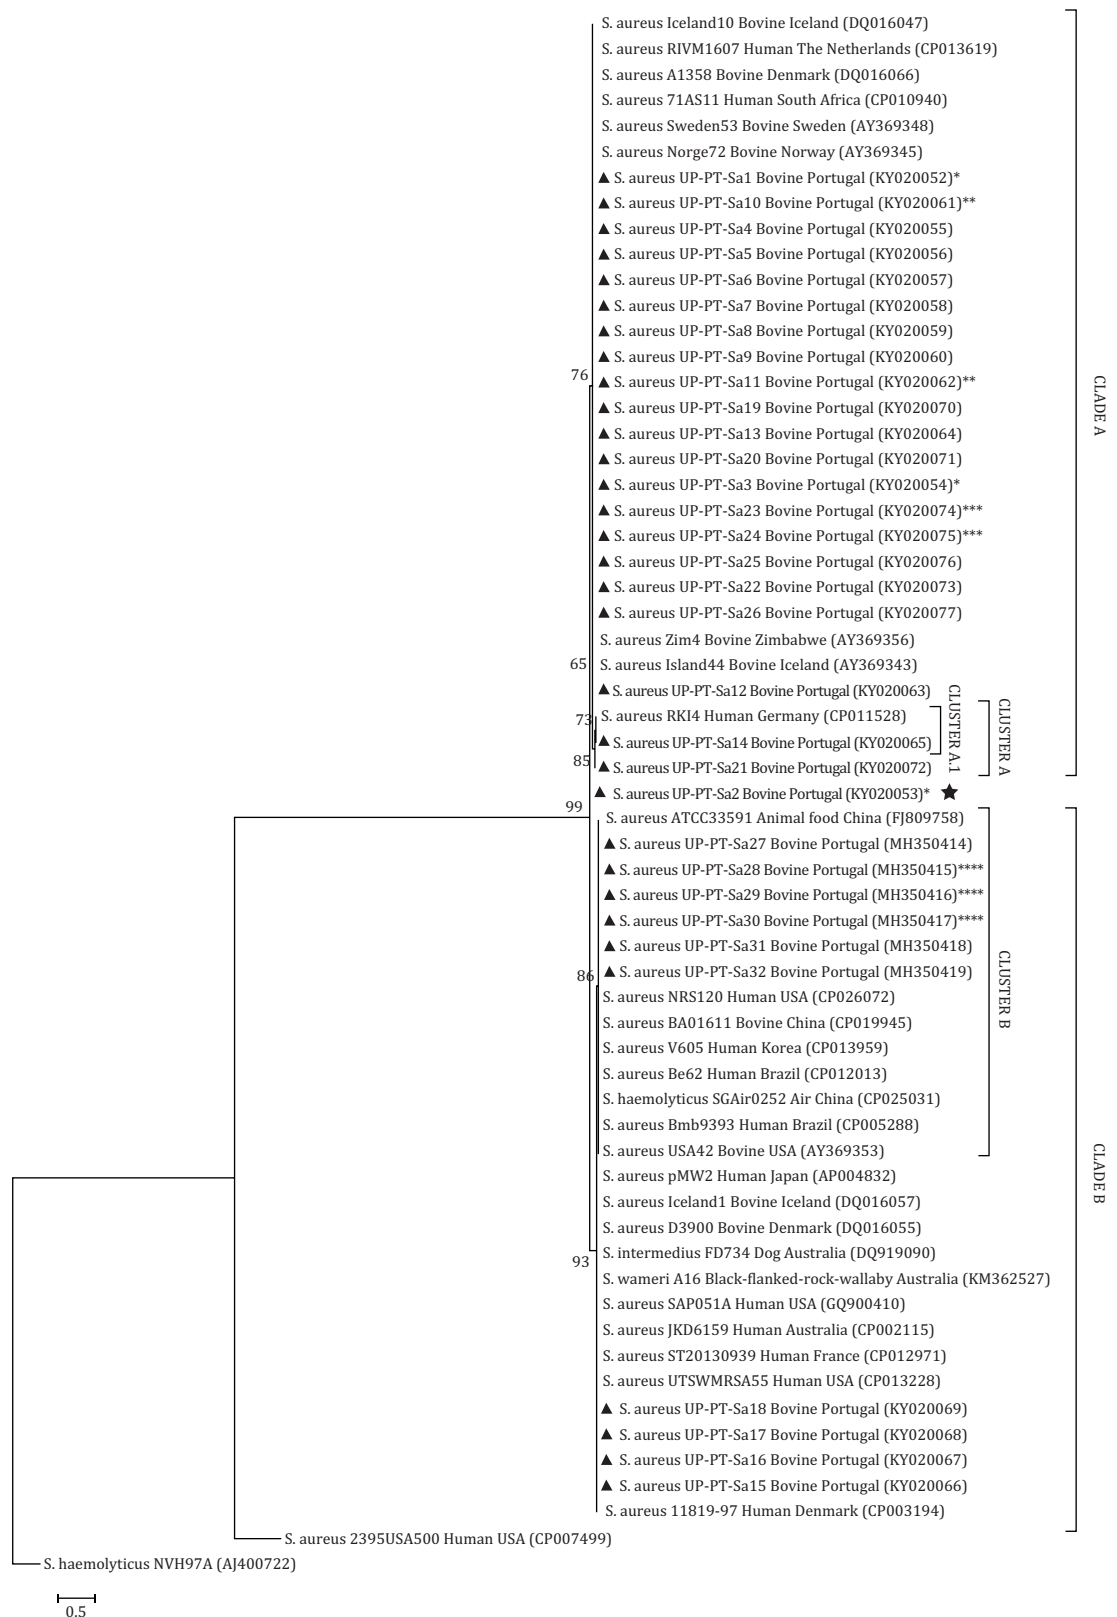 S. aureus Iceland10 Bovine Iceland (DQ016047)
S. aureus RIVM1607 Human The Netherlands (CP013619)
S. aureus A1358 Bovine Denmark (DQ016066)
S. aureus 71AS11 Human South Africa (CP010940)
S. aureus Sweden53 Bovine Sweden (AY369348)
S. aureus Norge72 Bovine Norway (AY369345)
▲ S. aureus UP-PT-Sa1 Bovine Portugal (KY020052)*
▲ S. aureus UP-PT-Sa10 Bovine Portugal (KY020061)**
▲ S. aureus UP-PT-Sa4 Bovine Portugal (KY020055)
▲ S. aureus UP-PT-Sa5 Bovine Portugal (KY020056)
▲ S. aureus UP-PT-Sa6 Bovine Portugal (KY020057)
▲ S. aureus UP-PT-Sa7 Bovine Portugal (KY020058)
▲ S. aureus UP-PT-Sa8 Bovine Portugal (KY020059)
▲ S. aureus UP-PT-Sa9 Bovine Portugal (KY020060)
76
▲ S. aureus UP-PT-Sa11 Bovine Portugal (KY020062)**
CLADE A
▲ S. aureus UP-PT-Sa19 Bovine Portugal (KY020070)
▲ S. aureus UP-PT-Sa13 Bovine Portugal (KY020064)
▲ S. aureus UP-PT-Sa20 Bovine Portugal (KY020071)
▲ S. aureus UP-PT-Sa3 Bovine Portugal (KY020054)*
▲ S. aureus UP-PT-Sa23 Bovine Portugal (KY020074)***
▲ S. aureus UP-PT-Sa24 Bovine Portugal (KY020075)***
▲ S. aureus UP-PT-Sa25 Bovine Portugal (KY020076)
▲ S. aureus UP-PT-Sa22 Bovine Portugal (KY020073)
▲ S. aureus UP-PT-Sa26 Bovine Portugal (KY020077)
S. aureus Zim4 Bovine Zimbabwe (AY369356)
65
S. aureus Island44 Bovine Iceland (AY369343)
▲ S. aureus UP-PT-Sa12 Bovine Portugal (KY020063)
73
S. aureus RKI4 Human Germany (CP011528)
CLUSTER A.1
CLUSTER A
▲ S. aureus UP-PT-Sa14 Bovine Portugal (KY020065)
85
▲ S. aureus UP-PT-Sa21 Bovine Portugal (KY020072)
▲ S. aureus UP-PT-Sa2 Bovine Portugal (KY020053)* ★
99
S. aureus ATCC33591 Animal food China (FJ809758)
▲ S. aureus UP-PT-Sa27 Bovine Portugal (MH350414)
▲ S. aureus UP-PT-Sa28 Bovine Portugal (MH350415)****
▲ S. aureus UP-PT-Sa29 Bovine Portugal (MH350416)****
▲ S. aureus UP-PT-Sa30 Bovine Portugal (MH350417)****
▲ S. aureus UP-PT-Sa31 Bovine Portugal (MH350418)
86
▲ S. aureus UP-PT-Sa32 Bovine Portugal (MH350419)
CLUSTER B
S. aureus NRS120 Human USA (CP026072)
S. aureus BA01611 Bovine China (CP019945)
S. aureus V605 Human Korea (CP013959)
S. aureus Be62 Human Brazil (CP012013)
S. haemolyticus SGAir0252 Air China (CP025031)
S. aureus Bmb9393 Human Brazil (CP005288)
S. aureus USA42 Bovine USA (AY369353)
CLADE B
S. aureus pMW2 Human Japan (AP004832)
S. aureus Iceland1 Bovine Iceland (DQ016057)
S. aureus D3900 Bovine Denmark (DQ016055)
93
S. intermedius FD734 Dog Australia (DQ919090)
S. wameri A16 Black-flanked-rock-wallaby Australia (KM362527)
S. aureus SAP051A Human USA (GQ900410)
S. aureus JKD6159 Human Australia (CP002115)
S. aureus ST20130939 Human France (CP012971)
S. aureus UTSWMRSA55 Human USA (CP013228)
▲ S. aureus UP-PT-Sa18 Bovine Portugal (KY020069)
▲ S. aureus UP-PT-Sa17 Bovine Portugal (KY020068)
▲ S. aureus UP-PT-Sa16 Bovine Portugal (KY020067)
▲ S. aureus UP-PT-Sa15 Bovine Portugal (KY020066)
S. aureus 11819-97 Human Denmark (CP003194)
S. aureus 2395USA500 Human USA (CP007499)
S. haemolyticus NVH97A (AJ400722)
0.5